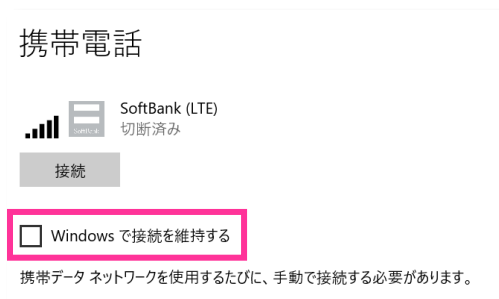 携帯電話
SoftBank (LTE)
SoftBank
切断済み
接続
Windows で接続を維持する
携帯データ ネットワークを使用するたびに、手動で接続する必要があります。